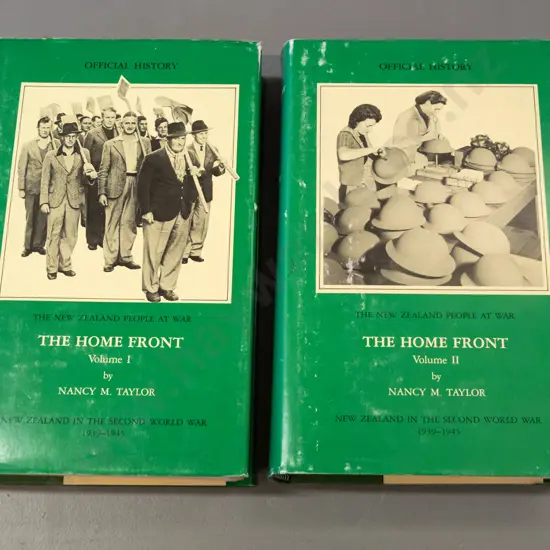 OFFICIAL HISTORY
THE NEW ZEALAND PEOPLE AT WAR
THE HOME FRONT
Volume I
by
NANCY M. TAYLOR
NEW ZEALAND IN THE SECOND WORLD WAR
1939–1945
OFFICIAL HISTORY
THE NEW ZEALAND PEOPLE AT WAR
THE HOME FRONT
Volume II
by
NANCY M. TAYLOR
NEW ZEALAND IN THE SECOND WORLD WAR
1939–1945